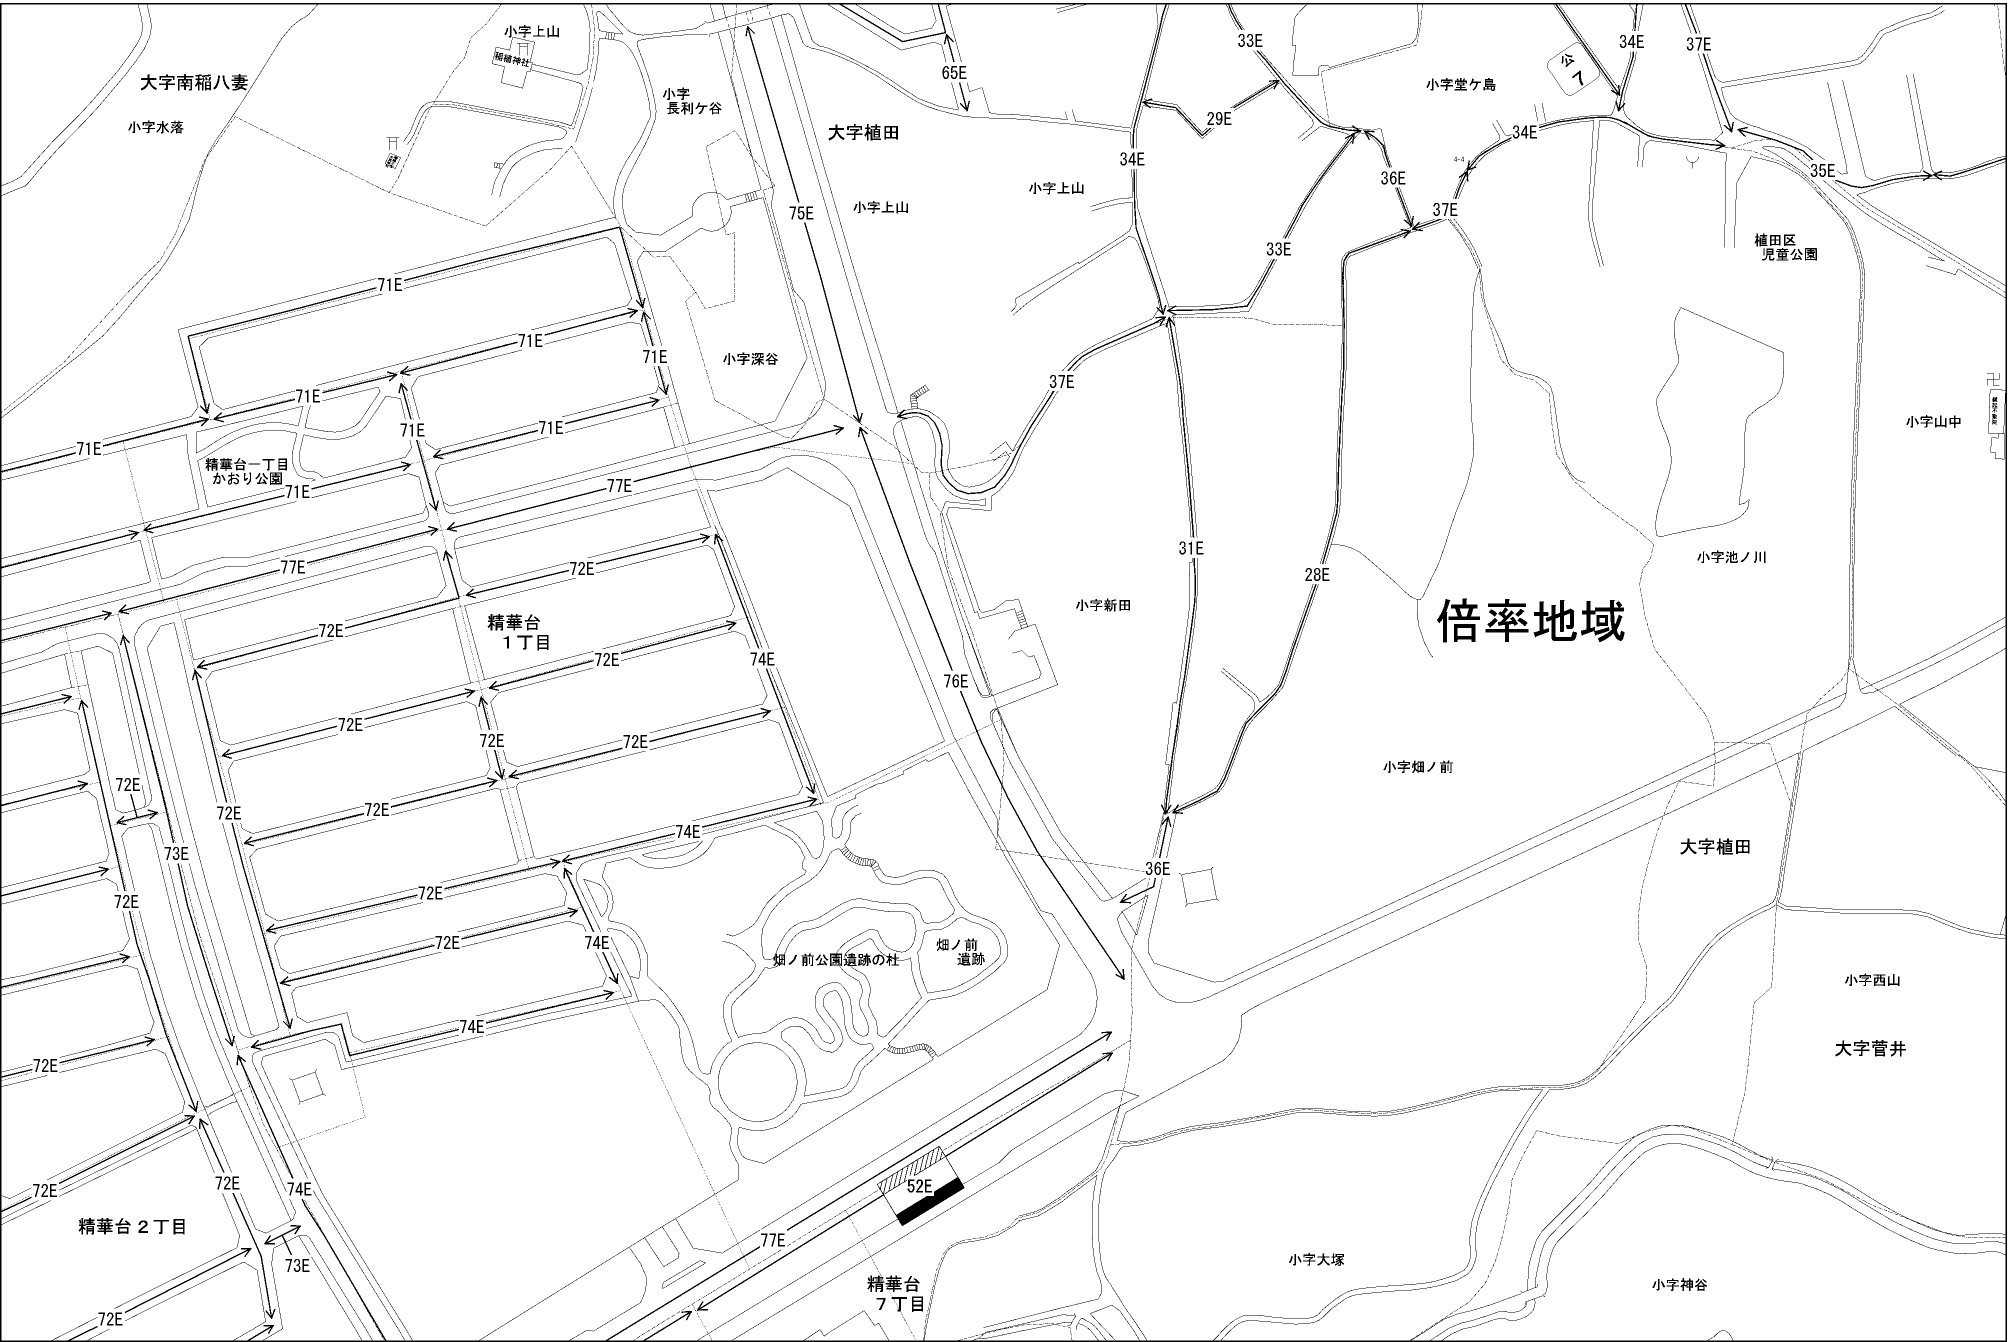 小字上山
稲植神社
大字南稲八妻
小字水落
小字
長利ケ谷
大字植田
小字上山
小字上山
小字堂ケ島
公
7
植田区
児童公園
小字深谷
小字山中
精華台一丁目
かおり公園
小字新田
小字池ノ川
倍率地域
精華台
1丁目
小字畑ノ前
大字植田
畑ノ前公園遺跡の杜
畑ノ前
遺跡
小字西山
大字菅井
精華台2丁目
精華台
7丁目
小字大塚
小字神谷
33E
34E
37E
65E
29E
34E
34E
35E
36E
37E
75E
33E
71E
71E
71E
37E
71E
71E
71E
71E
71E
77E
31E
77E
72E
28E
72E
72E
74E
76E
72E
72E
72E
72E
72E
72E
74E
73E
36E
72E
72E
72E
74E
74E
72E
72E
72E
74E
52E
73E
77E
72E
4-4